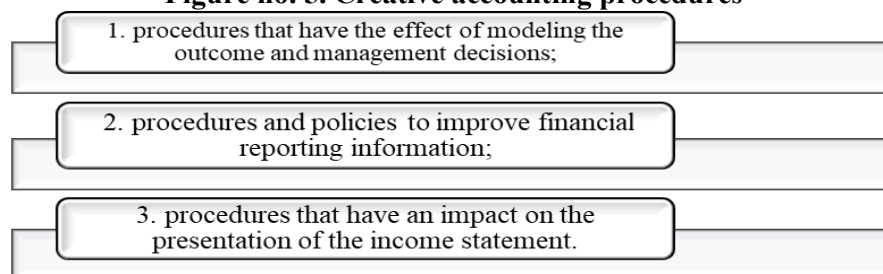 Figure no. 3. Creative accounting procedures
1. procedures that have the effect of modeling the
outcome and management decisions;
2. procedures and policies to improve financial
reporting information;
3. procedures that have an impact on the
presentation of the income statement.